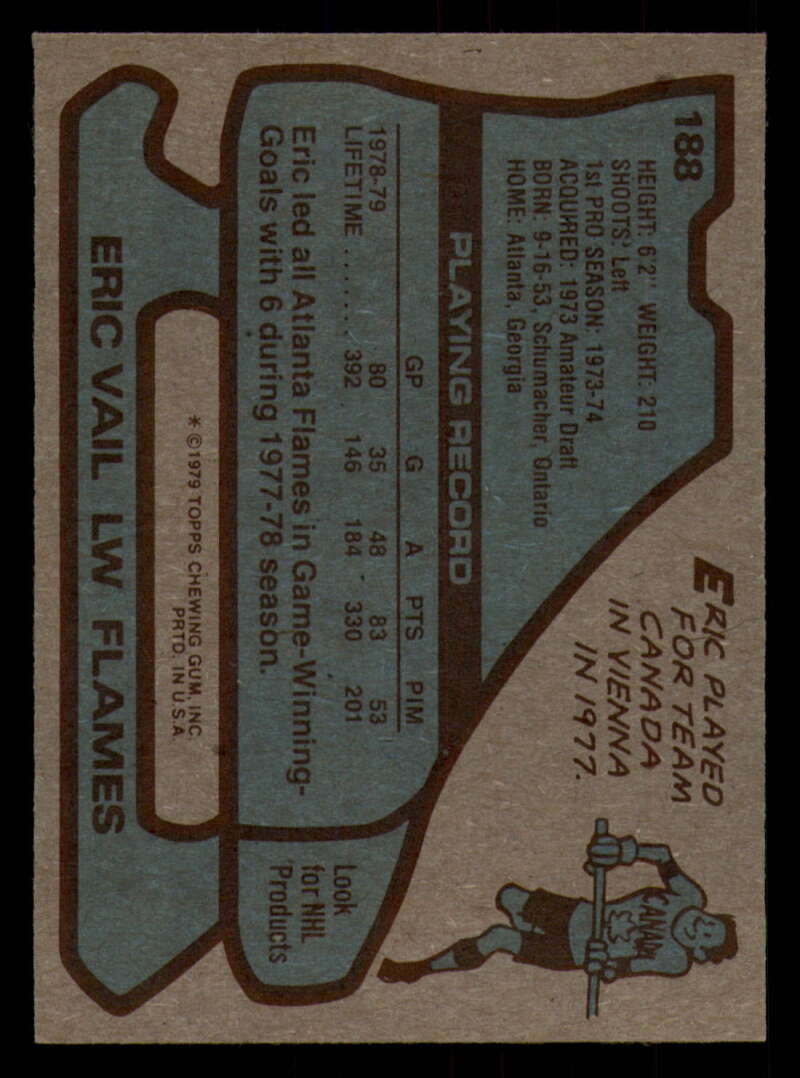 188
HEIGHT: 6'2" WEIGHT: 210
SHOOTS: Left
1st PRO SEASON: 1973-74
ACQUIRED: 1973 Amateur Draft
BORN: 9-16-53, Schumacher, Ontario
HOME: Atlanta, Georgia
ERIC PLAYED
FOR TEAM
CANADA
IN VIENNA
IN 1977.
CANADA
PLAYING RECORD
GP G A PTS PIM
1978-79 80 35 48 83 53
LIFETIME ....... 392 146 184 330 201
Eric led all Atlanta Flames in Game-Winning-
Goals with 6 during 1977-78 season.
Look
for NHL
Products
* ©1979 TOPPS CHEWING GUM, INC.
PRTD. IN U.S.A.
ERIC VAIL LW FLAMES